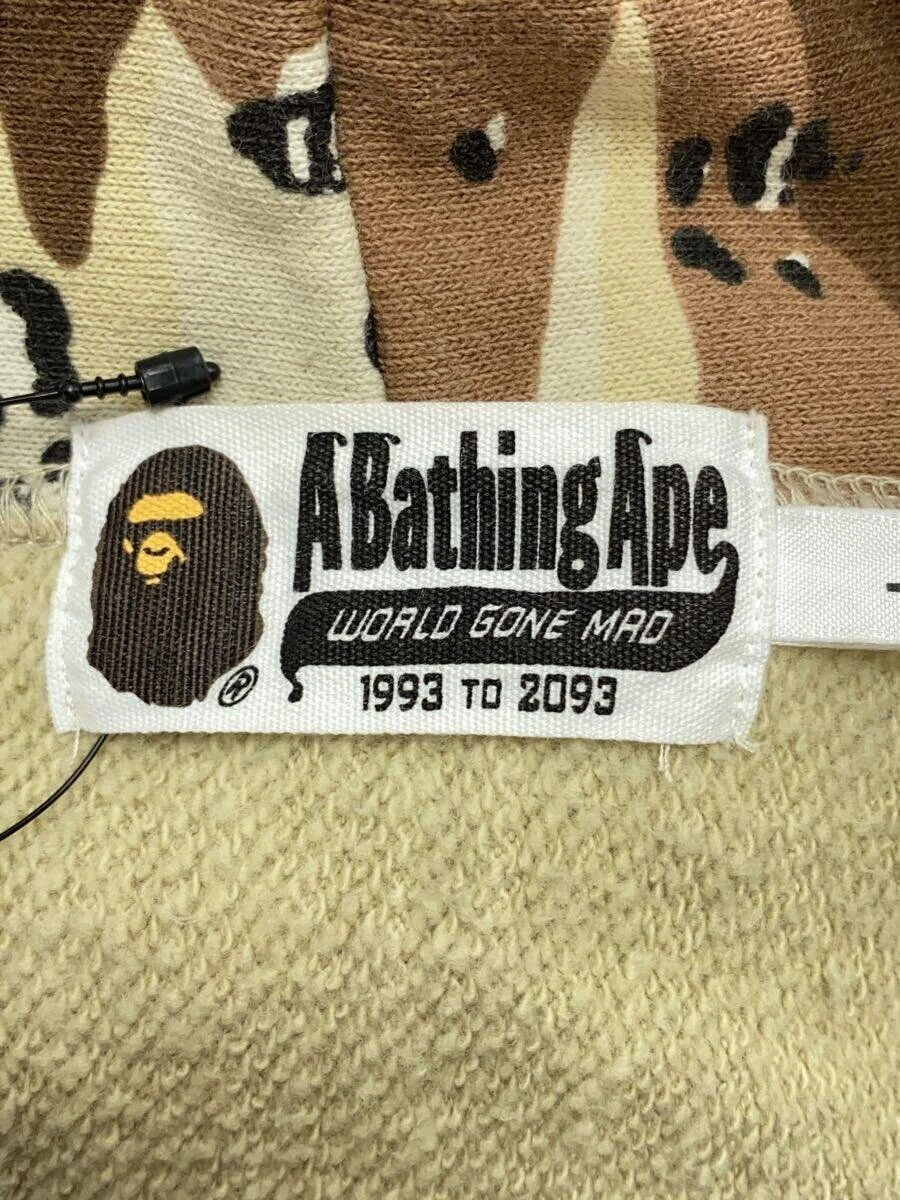 A Bathing Ape
WORLD GONE MAD
®
1993 TO 2093